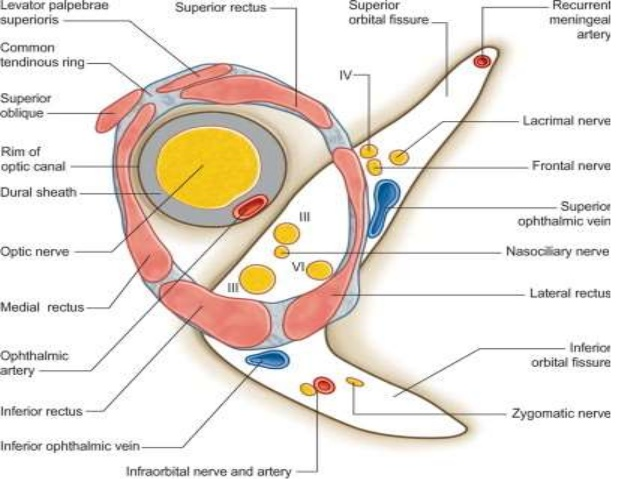 Levator palpebrae
superioris
Superior rectus
Superior
orbital fissure
Recurrent
meningeal
artery
Common
tendinous ring
IV
Superior
oblique
Lacrimal nerve
Rim of
optic canal
Frontal nerve
Dural sheath
Superior
ophthalmic vein
III
Optic nerve
Nasociliary nerve
VI
III
Lateral rectus
Medial rectus
Ophthalmic
artery
Inferior
orbital fissure
Inferior rectus
Zygomatic nerve
Inferior ophthalmic vein
Infraorbital nerve and artery